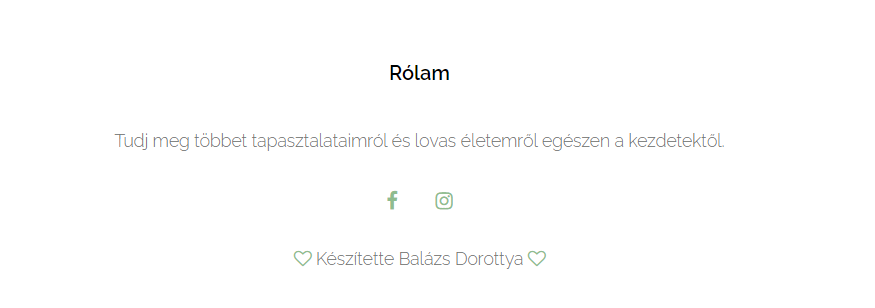 Rólam
Tudj meg többet tapasztalataimról és lovas életemről egészen a kezdetektől.
Készítette Balázs Dorottya